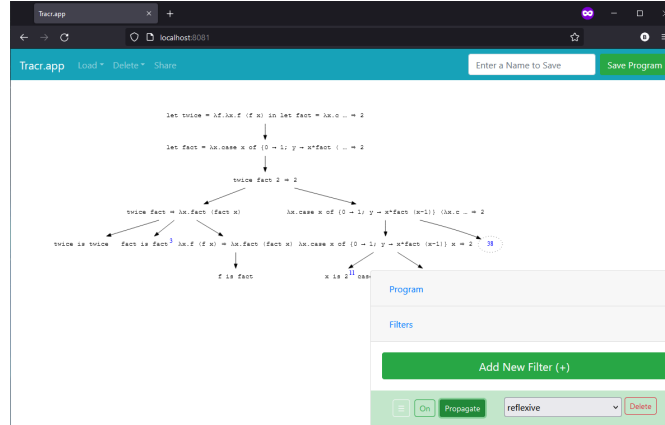 Tracr.app × +
localhost:8081
Tracr.app Load Delete Share Enter a Name to Save Save Program
let twice = λf.λx.f (f x) in let fact = λx.c … ⇒ 2
let fact = λx.case x of {0 → 1; y → x*fact ( … ⇒ 2
twice fact 2 ⇒ 2
twice fact ⇒ λx.fact (fact x) λx.case x of {0 → 1; y → x*fact (x-1)} (λx.c … ⇒ 2
twice is twice fact is fact 3 λx.f (f x) ⇒ λx.fact (fact x) λx.case x of {0 → 1; y → x*fact (x-1)} x ⇒ 2 38
f is fact x is 2 11 cas
Program
Filters
Add New Filter (+)
On Propagate reflexive Delete